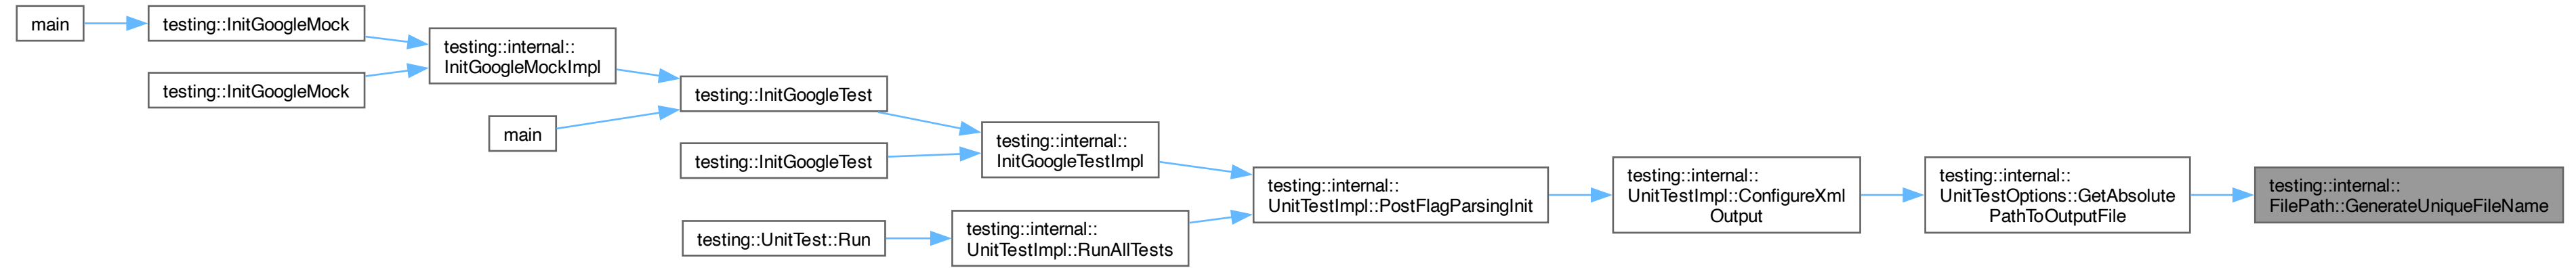 main
testing::InitGoogleMock
testing::InitGoogleMock
testing::internal::
InitGoogleMockImpl
testing::InitGoogleTest
main
testing::InitGoogleTest
testing::internal::
InitGoogleTestImpl
testing::UnitTest::Run
testing::internal::
UnitTestImpl::RunAllTests
testing::internal::
UnitTestImpl::PostFlagParsingInit
testing::internal::
UnitTestImpl::ConfigureXml
Output
testing::internal::
UnitTestOptions::GetAbsolute
PathToOutputFile
testing::internal::
FilePath::GenerateUniqueFileName